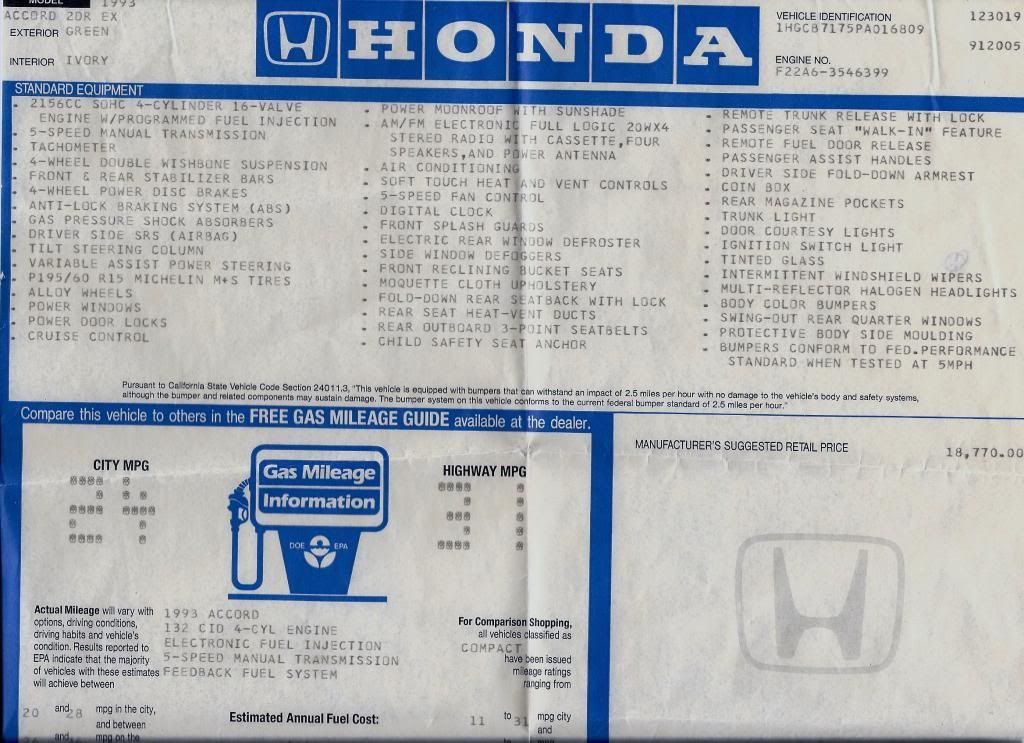 MODEL 1993
ACCORD 2DR EX
EXTERIOR GREEN
INTERIOR IVORY
HONDA
VEHICLE IDENTIFICATION
1HGCB7175PA016809
ENGINE NO.
F22A6-3546399
123019
912005
STANDARD EQUIPMENT
• 2156CC SOHC 4-CYLINDER 16-VALVE
ENGINE W/PROGRAMMED FUEL INJECTION
• 5-SPEED MANUAL TRANSMISSION
• TACHOMETER
• 4-WHEEL DOUBLE WISHBONE SUSPENSION
• FRONT & REAR STABILIZER BARS
• 4-WHEEL POWER DISC BRAKES
• ANTI-LOCK BRAKING SYSTEM (ABS)
• GAS PRESSURE SHOCK ABSORBERS
• DRIVER SIDE SRS (AIRBAG)
• TILT STEERING COLUMN
• VARIABLE ASSIST POWER STEERING
• P195/60 R15 MICHELIN M+S TIRES
• ALLOY WHEELS
• POWER WINDOWS
• POWER DOOR LOCKS
• CRUISE CONTROL
• POWER MOONROOF WITH SUNSHADE
• AM/FM ELECTRONIC FULL LOGIC 20WX4
STEREO RADIO WITH CASSETTE,FOUR
SPEAKERS,AND POWER ANTENNA
• AIR CONDITIONING
• SOFT TOUCH HEAT AND VENT CONTROLS
• 5-SPEED FAN CONTROL
• DIGITAL CLOCK
• FRONT SPLASH GUARDS
• ELECTRIC REAR WINDOW DEFROSTER
• SIDE WINDOW DEFOGGERS
• FRONT RECLINING BUCKET SEATS
• MOQUETTE CLOTH UPHOLSTERY
• FOLD-DOWN REAR SEATBACK WITH LOCK
• REAR SEAT HEAT-VENT DUCTS
• REAR OUTBOARD 3-POINT SEATBELTS
• CHILD SAFETY SEAT ANCHOR
• REMOTE TRUNK RELEASE WITH LOCK
• PASSENGER SEAT "WALK-IN" FEATURE
• REMOTE FUEL DOOR RELEASE
• PASSENGER ASSIST HANDLES
• DRIVER SIDE FOLD-DOWN ARMREST
• COIN BOX
• REAR MAGAZINE POCKETS
• TRUNK LIGHT
• DOOR COURTESY LIGHTS
• IGNITION SWITCH LIGHT
• TINTED GLASS
• INTERMITTENT WINDSHIELD WIPERS
• MULTI-REFLECTOR HALOGEN HEADLIGHTS
• BODY COLOR BUMPERS
• SWING-OUT REAR QUARTER WINDOWS
• PROTECTIVE BODY SIDE MOULDING
• BUMPERS CONFORM TO FED.PERFORMANCE
STANDARD WHEN TESTED AT 5MPH
Pursuant to California State Vehicle Code Section 24011.3, "This vehicle is equipped with bumpers that can withstand an impact of 2.5 miles per hour with no damage to the vehicle's body and safety systems,
although the bumper and related components may sustain damage. The bumper system on this vehicle conforms to the current federal bumper standard of 2.5 miles per hour."
Compare this vehicle to others in the FREE GAS MILEAGE GUIDE available at the dealer.
CITY MPG
24
Gas Mileage
Information
DOE EPA
HIGHWAY MPG
31
Actual Mileage will vary with
options, driving conditions,
driving habits and vehicle's
condition. Results reported to
EPA indicate that the majority
of vehicles with these estimates
will achieve between
1993 ACCORD
132 CID 4-CYL ENGINE
ELECTRONIC FUEL INJECTION
5-SPEED MANUAL TRANSMISSION
FEEDBACK FUEL SYSTEM
For Comparison Shopping,
all vehicles classified as
COMPACT
have been issued
mileage ratings
ranging from
20 and 28 mpg in the city,
and between
and mpg on the
Estimated Annual Fuel Cost:
11 to 31 mpg city
and
MANUFACTURER'S SUGGESTED RETAIL PRICE
18,770.00